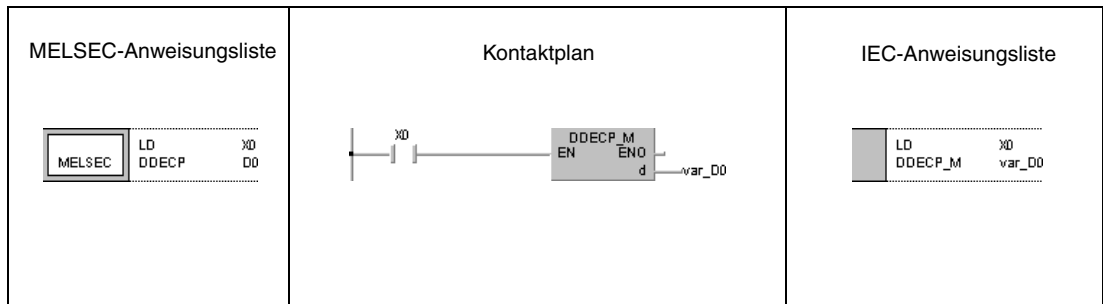 MELSEC-Anweisungsliste
Kontaktplan
IEC-Anweisungsliste
MELSEC
LD X0
DDECP D0
X0
DDECP_M
EN ENO
d
var_D0
LD X0
DDECP_M var_D0